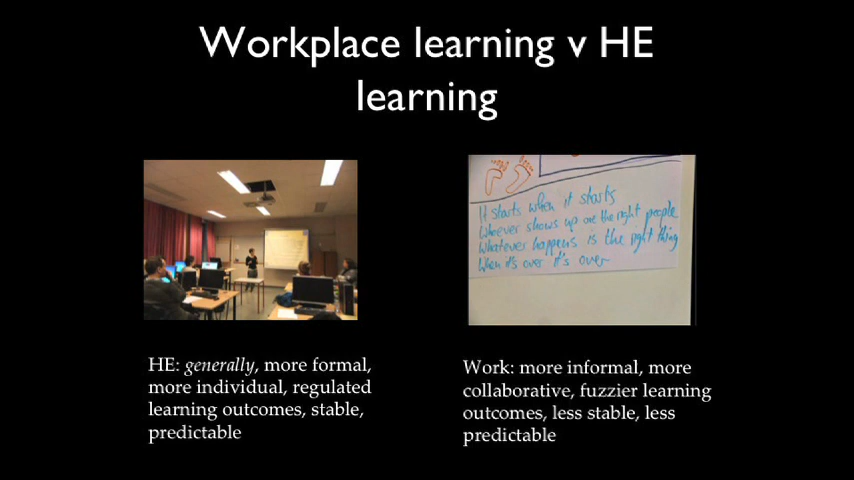 Workplace learning v HE
learning
It starts when it starts
Whoever shows up are the right people
Whatever happens is the right thing
When it's over it's over
HE: generally, more formal,
more individual, regulated
learning outcomes, stable,
predictable
Work: more informal, more
collaborative, fuzzier learning
outcomes, less stable, less
predictable